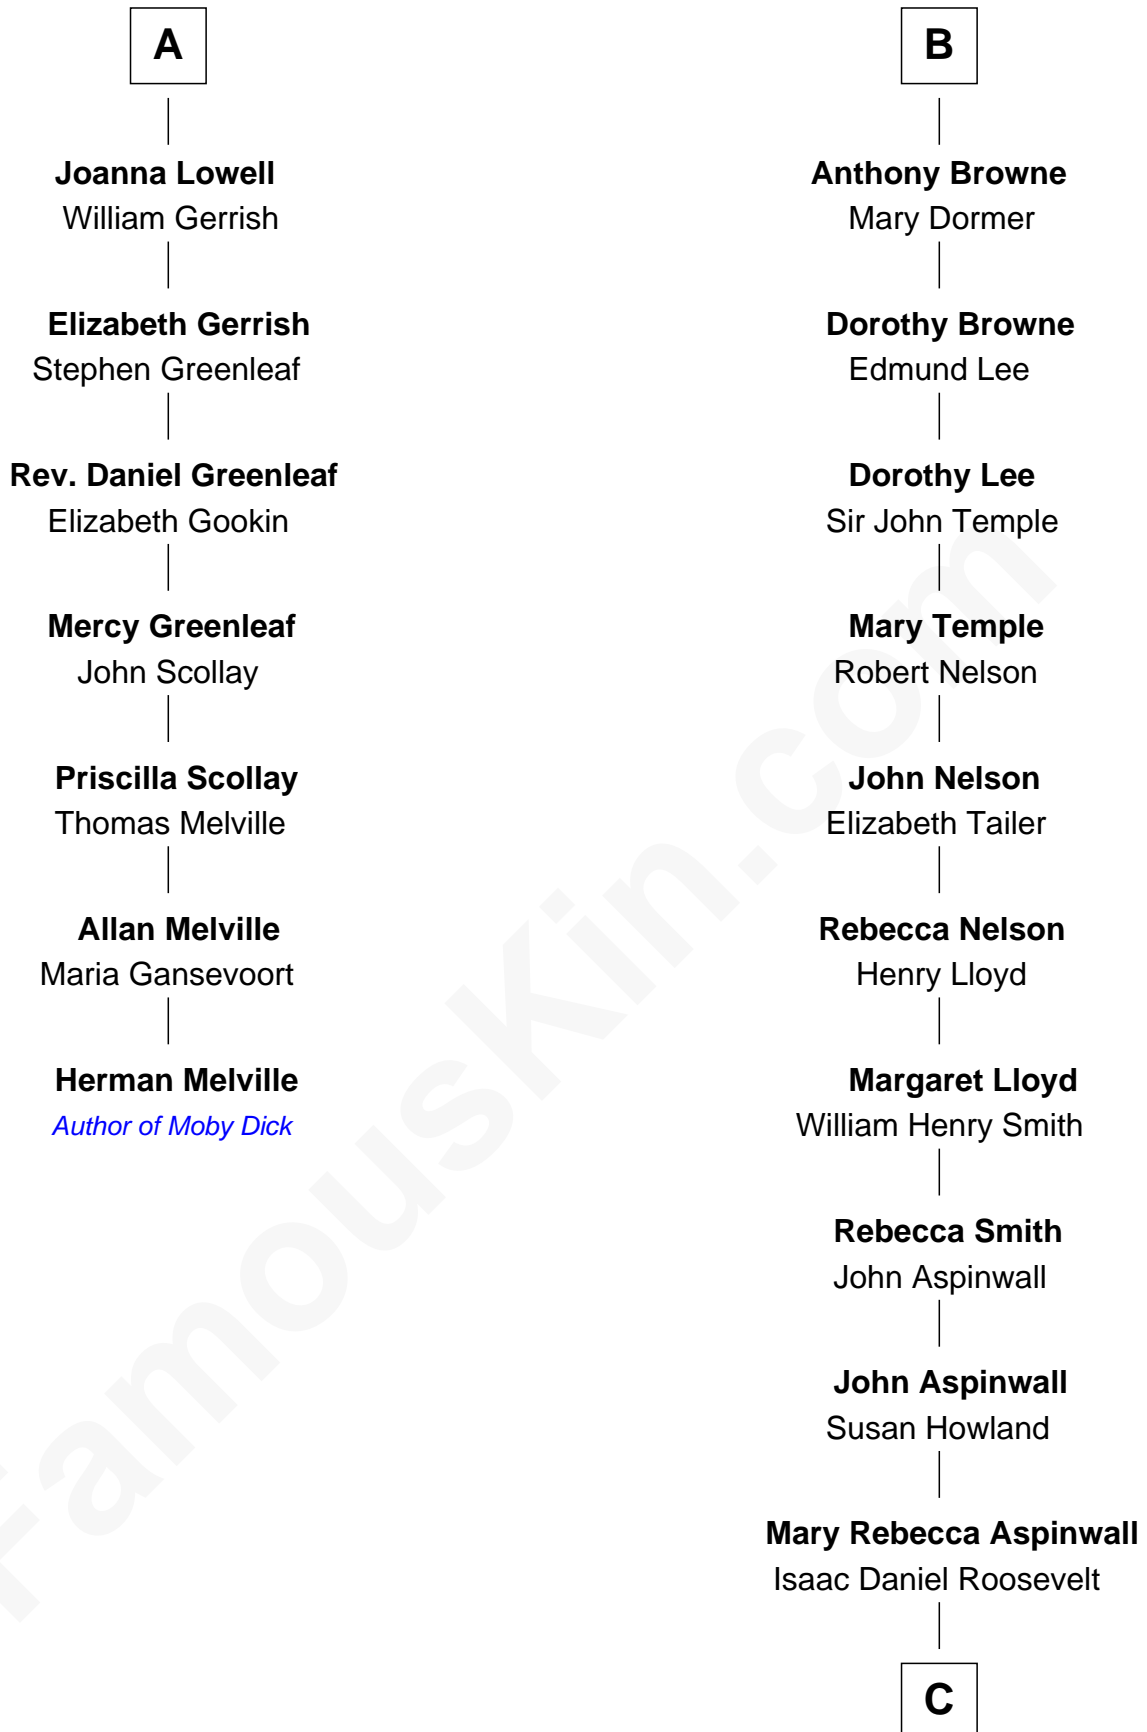 A
Joanna Lowell
William Gerrish
Elizabeth Gerrish
Stephen Greenleaf
Rev. Daniel Greenleaf
Elizabeth Gookin
Mercy Greenleaf
John Scollay
Priscilla Scollay
Thomas Melville
Allan Melville
Maria Gansevoort
Herman Melville
Author of Moby Dick
B
Anthony Browne
Mary Dormer
Dorothy Browne
Edmund Lee
Dorothy Lee
Sir John Temple
Mary Temple
Robert Nelson
John Nelson
Elizabeth Tailer
Rebecca Nelson
Henry Lloyd
Margaret Lloyd
William Henry Smith
Rebecca Smith
John Aspinwall
John Aspinwall
Susan Howland
Mary Rebecca Aspinwall
Isaac Daniel Roosevelt
C
FamousKin.com